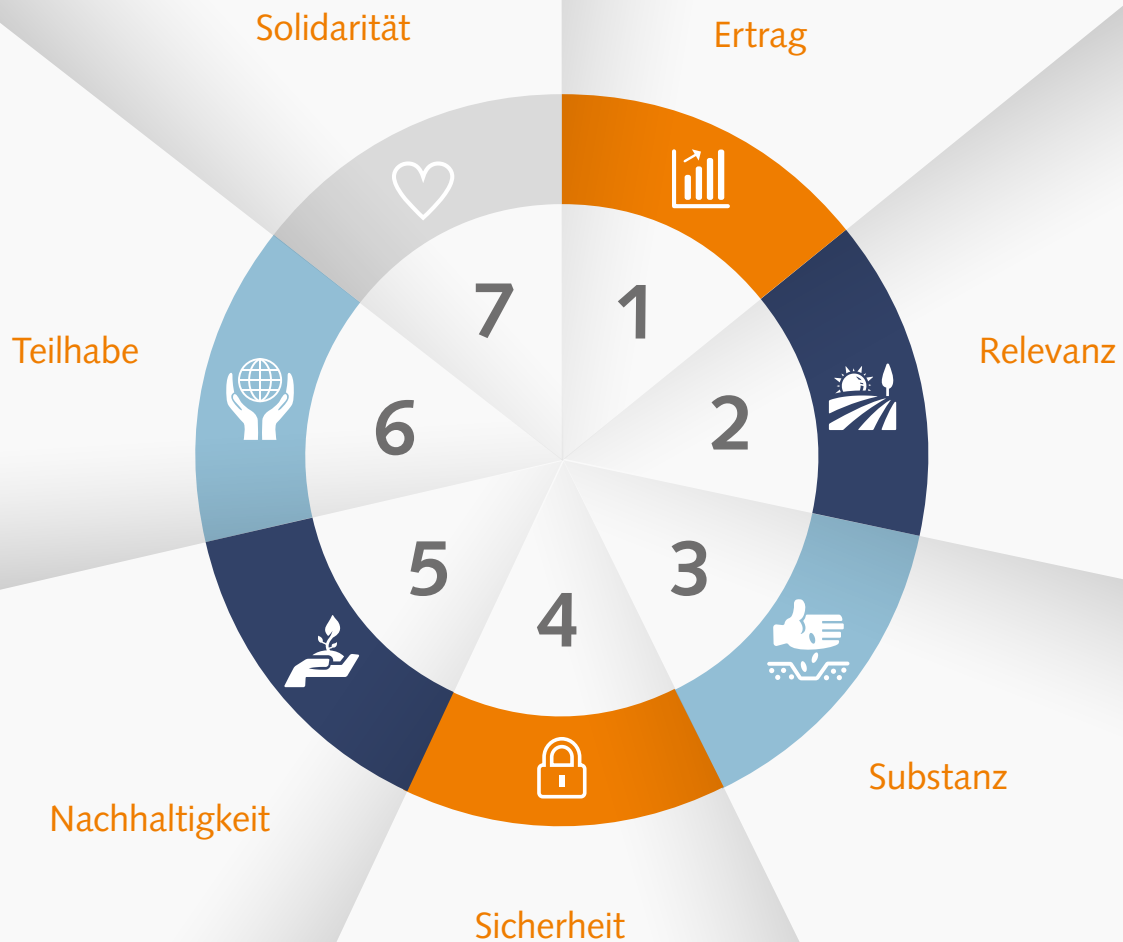 Solidarität
Ertrag
7
1
Teilhabe
Relevanz
6
2
5
3
4
Substanz
Nachhaltigkeit
Sicherheit